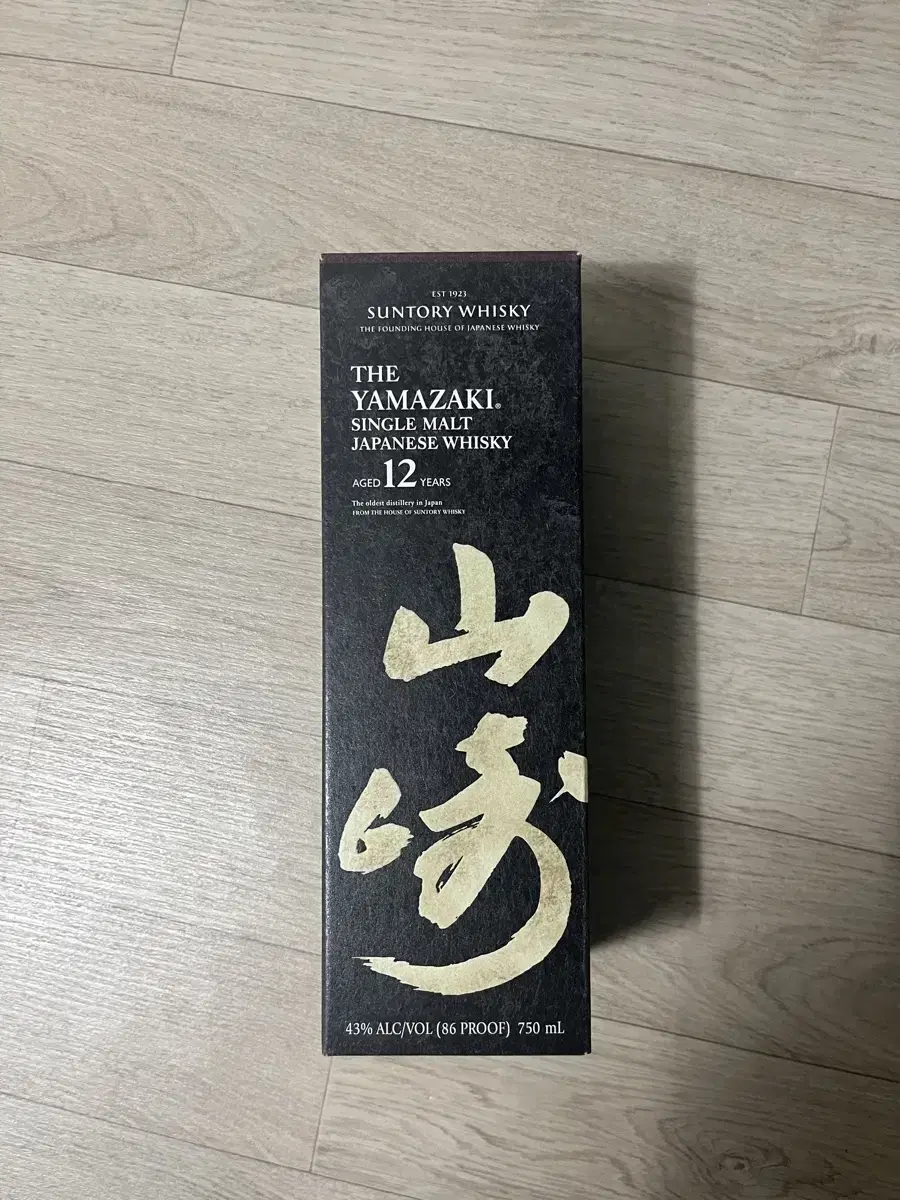 EST 1923
SUNTORY WHISKY
THE FOUNDING HOUSE OF JAPANESE WHISKY
THE
YAMAZAKI®
SINGLE MALT
JAPANESE WHISKY
AGED 12 YEARS
The oldest distillery in Japan
FROM THE HOUSE OF SUNTORY WHISKY
山
崎
43% ALC/VOL (86 PROOF) 750 mL